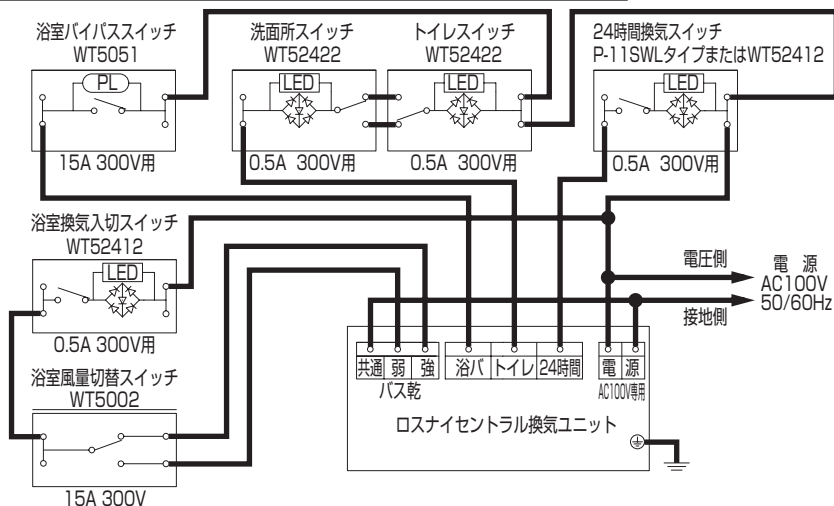 浴室バイパススイッチ
WT5051
PL
15A 300V用
洗面所スイッチ
WT52422
LED
0.5A 300V用
トイレスイッチ
WT52422
LED
0.5A 300V用
24時間換気スイッチ
P-11SWLタイプまたはWT52412
LED
0.5A 300V用
浴室換気入切スイッチ
WT52412
LED
0.5A 300V用
浴室風量切替スイッチ
WT5002
15A 300V
電圧側
接地側
電 源
AC100V
50/60Hz
共通 弱 強
バス乾
浴バ トイレ 24時間
電 源
AC100V専用
ロスナイセントラル換気ユニット